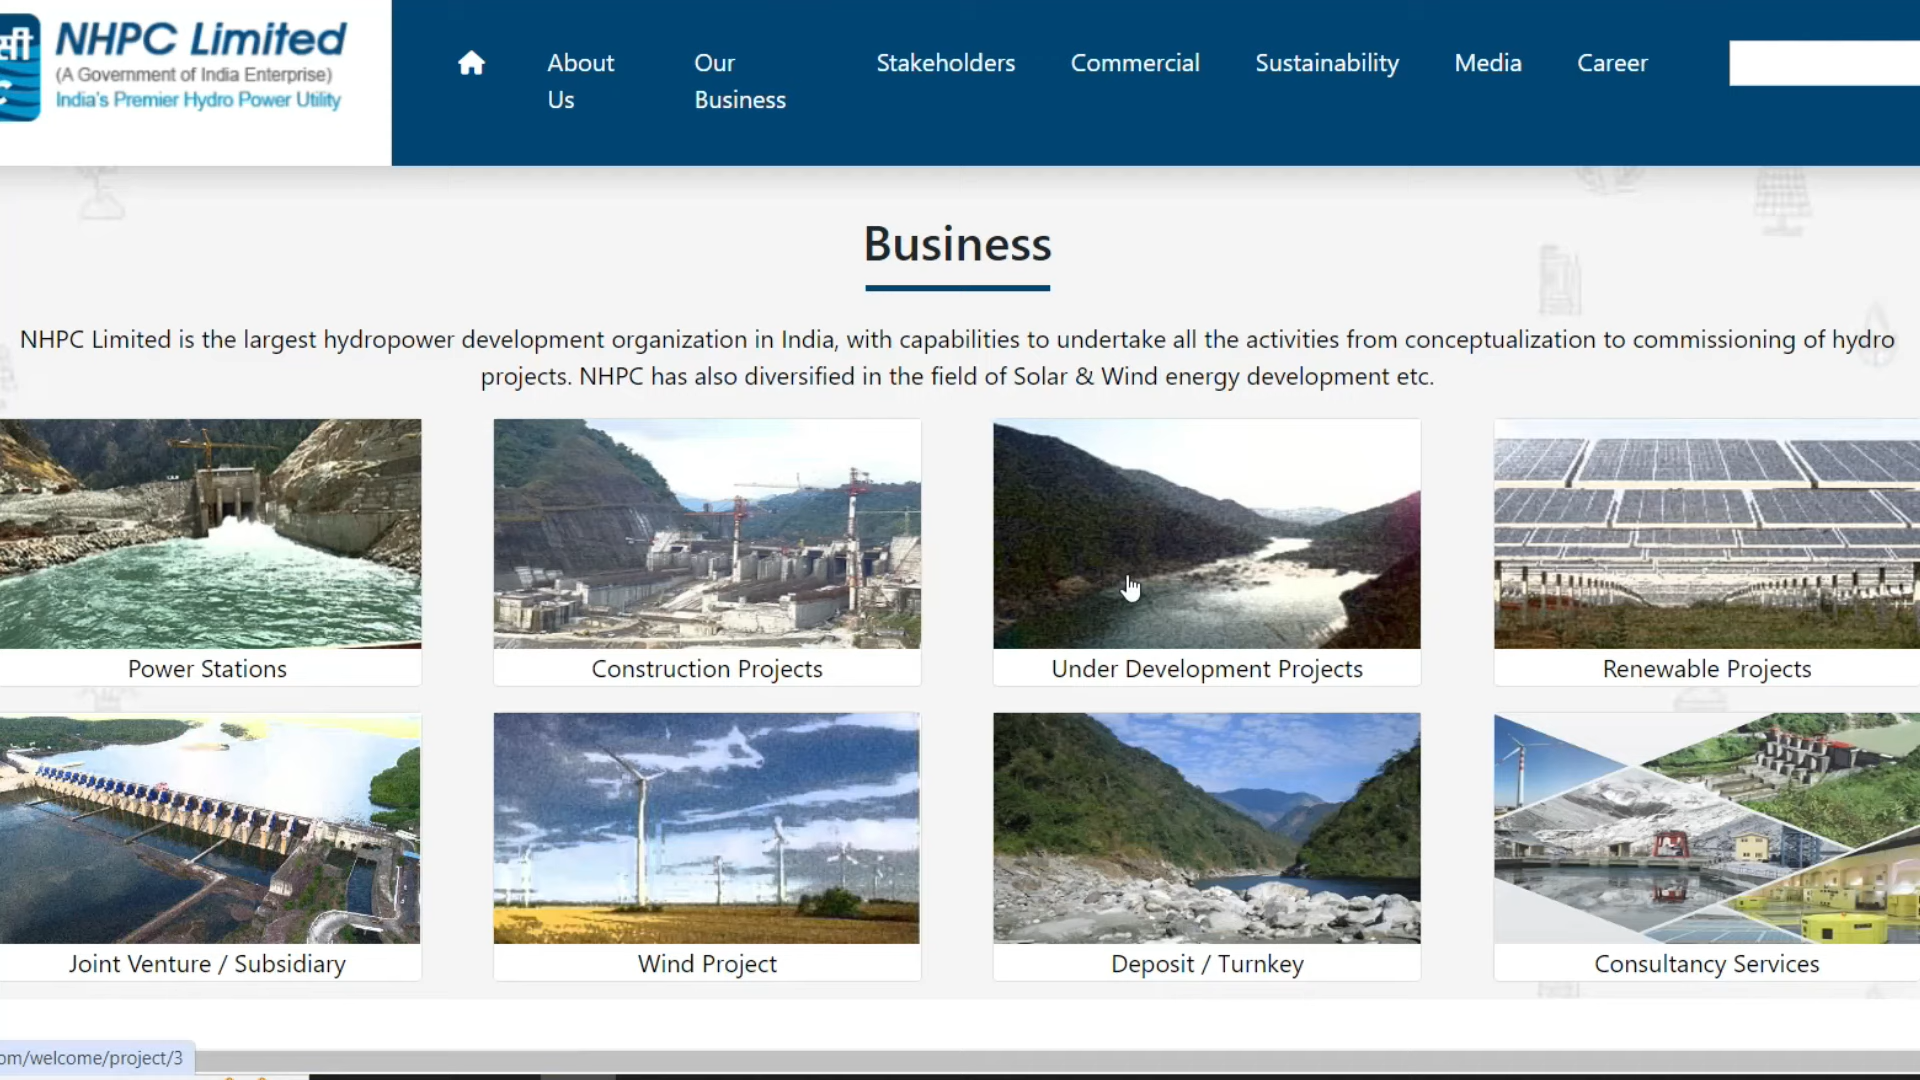 सी
C
NHPC Limited
(A Government of India Enterprise)
India's Premier Hydro Power Utility
About
Us
Our
Business
Stakeholders
Commercial
Sustainability
Media
Career
Business
NHPC Limited is the largest hydropower development organization in India, with capabilities to undertake all the activities from conceptualization to commissioning of hydro
projects. NHPC has also diversified in the field of Solar & Wind energy development etc.
Power Stations
Construction Projects
Under Development Projects
Renewable Projects
Joint Venture / Subsidiary
Wind Project
Deposit / Turnkey
Consultancy Services
om/welcome/project/3